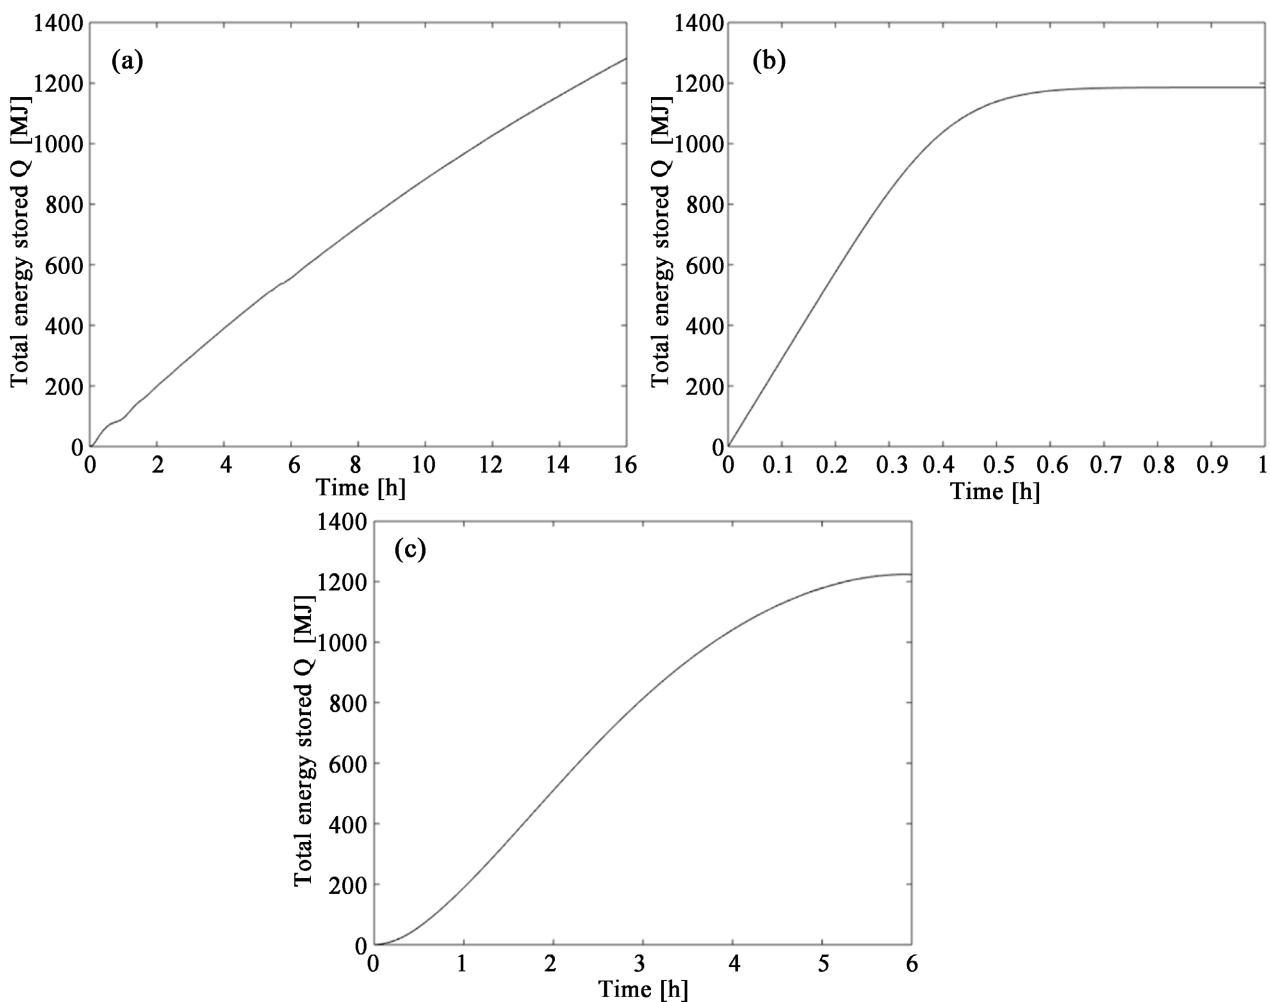 (a)
Total energy stored Q [MJ]
1400
1200
1000
800
600
400
200
0
0 2 4 6 8 10 12 14 16
Time [h]
(b)
Total energy stored Q [MJ]
1400
1200
1000
800
600
400
200
0
0 0.1 0.2 0.3 0.4 0.5 0.6 0.7 0.8 0.9 1
Time [h]
(c)
Total energy stored Q [MJ]
1400
1200
1000
800
600
400
200
0
0 1 2 3 4 5 6
Time [h]